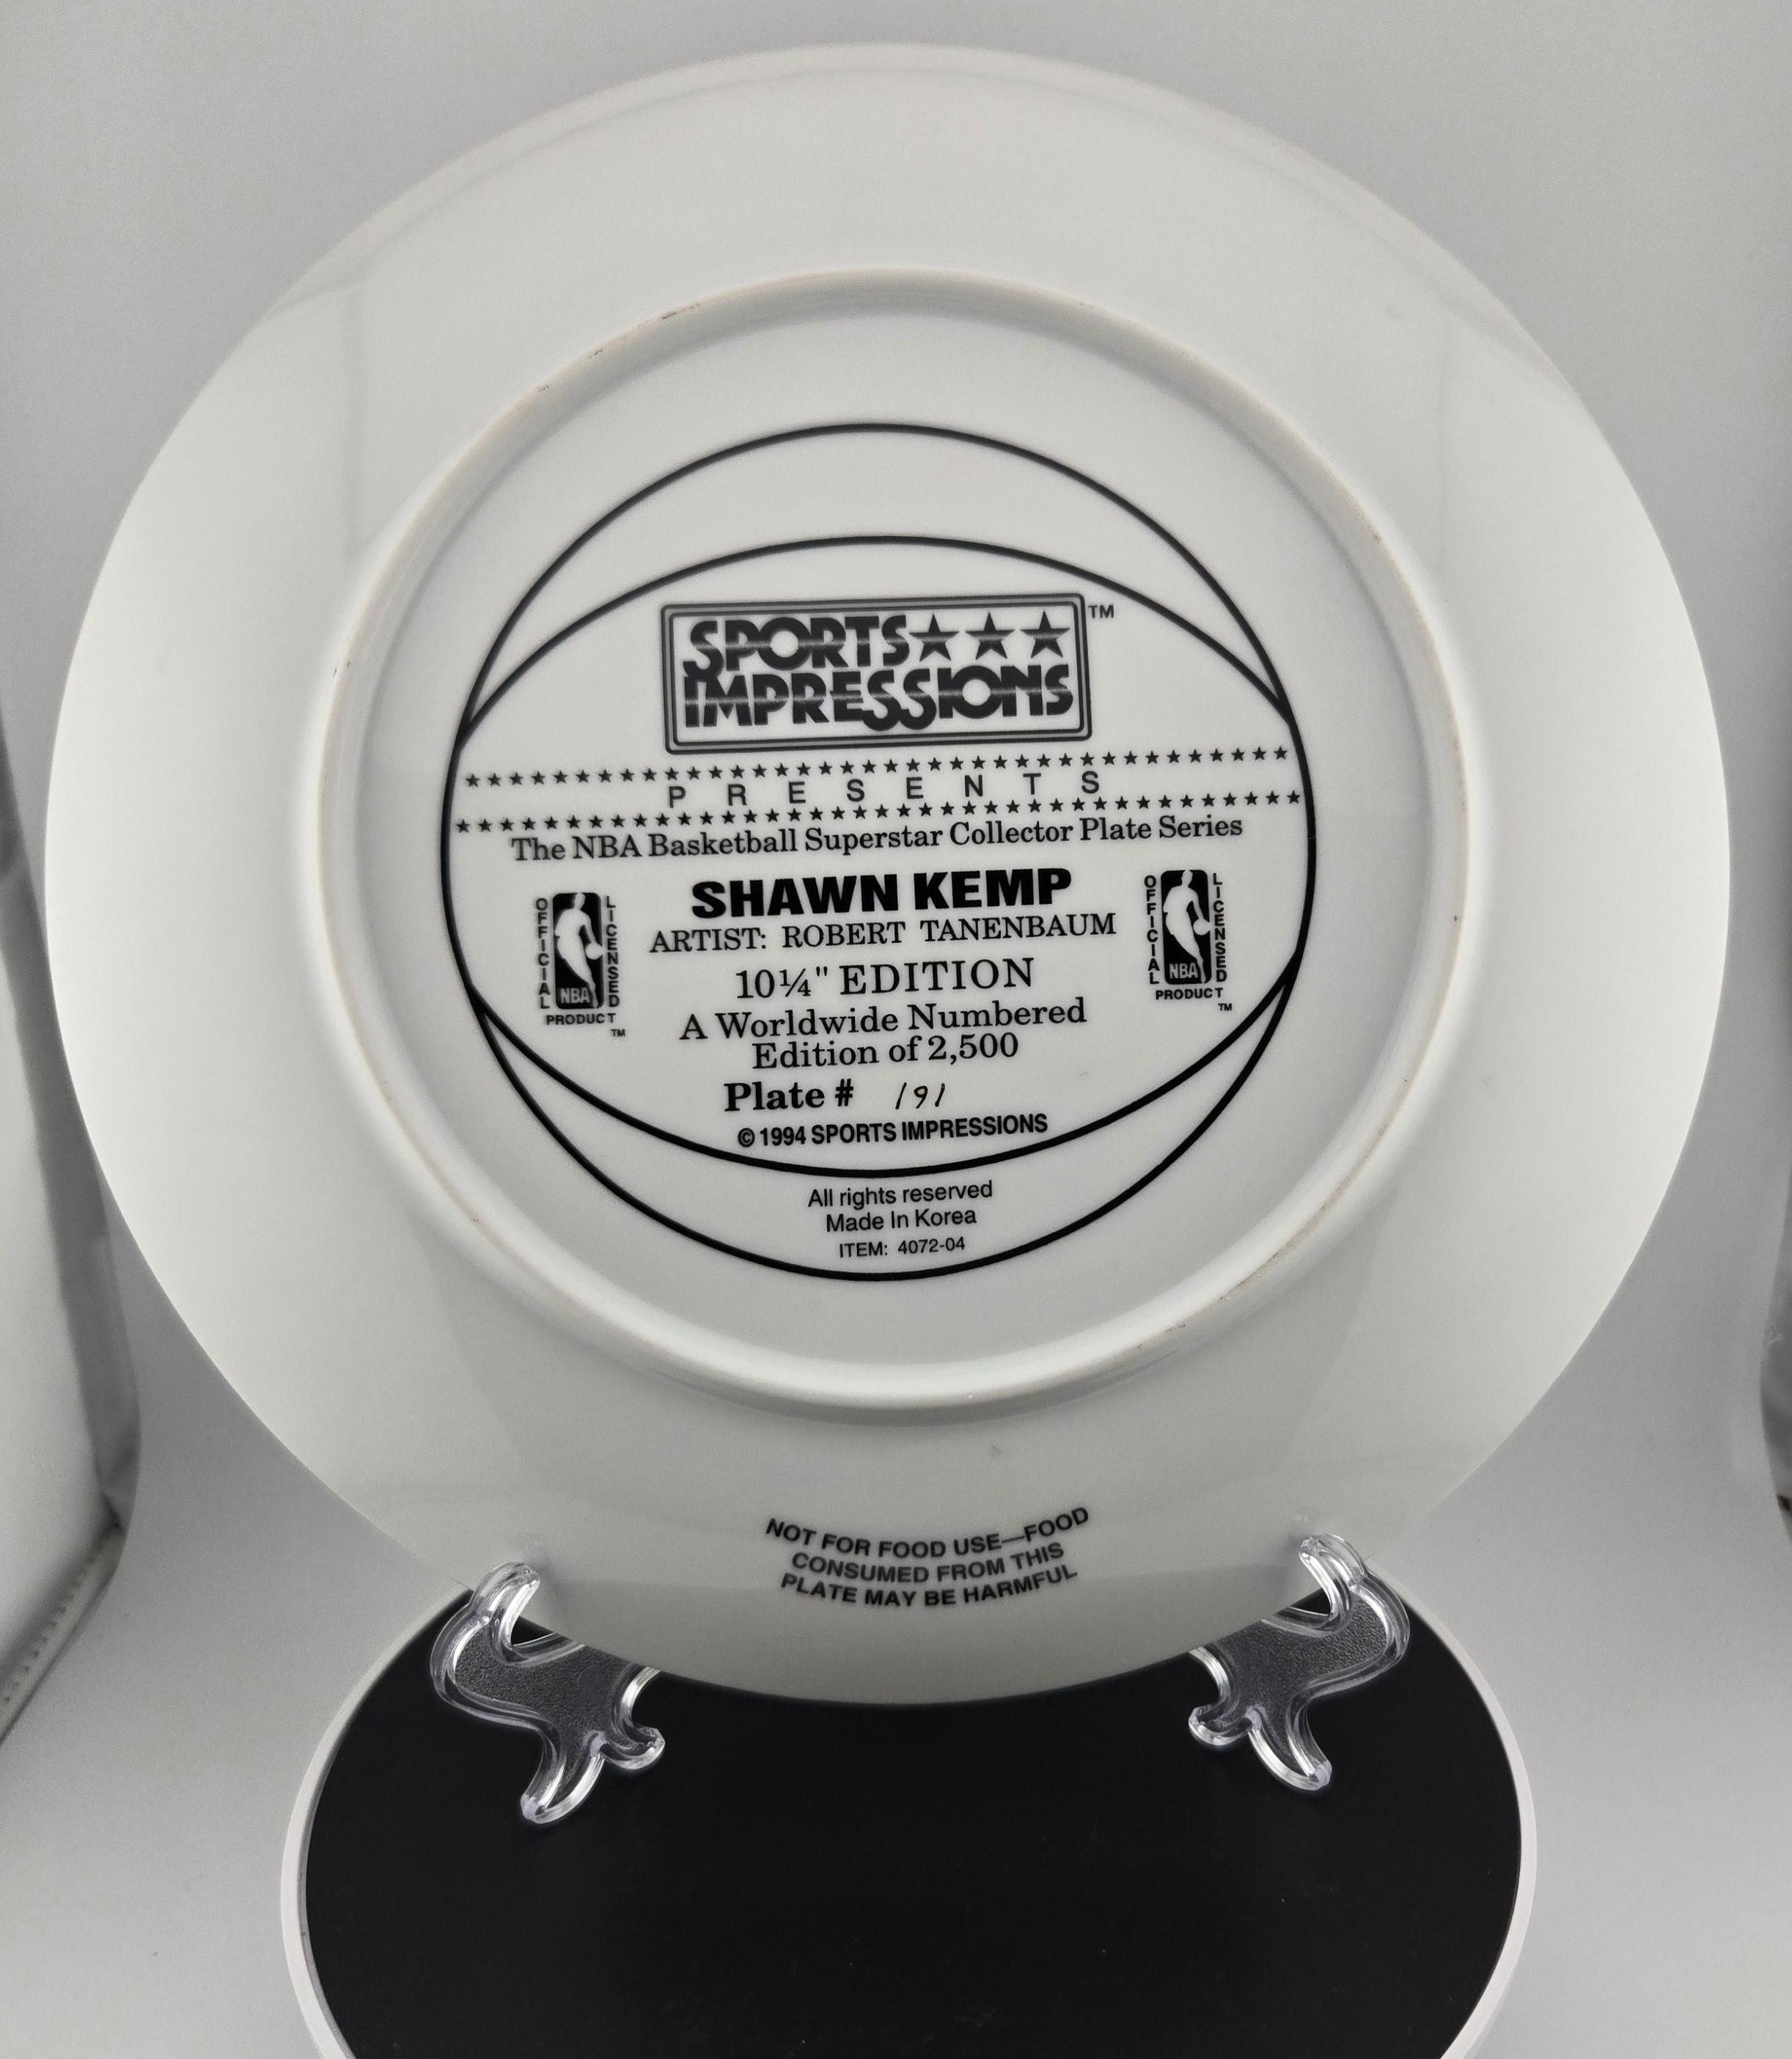 SPORTS ★★★ TM
IMPRESSIONS
PRESENTS
The NBA Basketball Superstar Collector Plate Series
SHAWN KEMP
ARTIST: ROBERT TANENBAUM
10¼" EDITION
A Worldwide Numbered
Edition of 2,500
Plate # 191
© 1994 SPORTS IMPRESSIONS
OFFICIAL LICENSED
NBA
PRODUCT
TM
OFFICIAL LICENSED
NBA
PRODUCT
TM
All rights reserved
Made In Korea
ITEM: 4072-04
NOT FOR FOOD USE—FOOD
CONSUMED FROM THIS
PLATE MAY BE HARMFUL